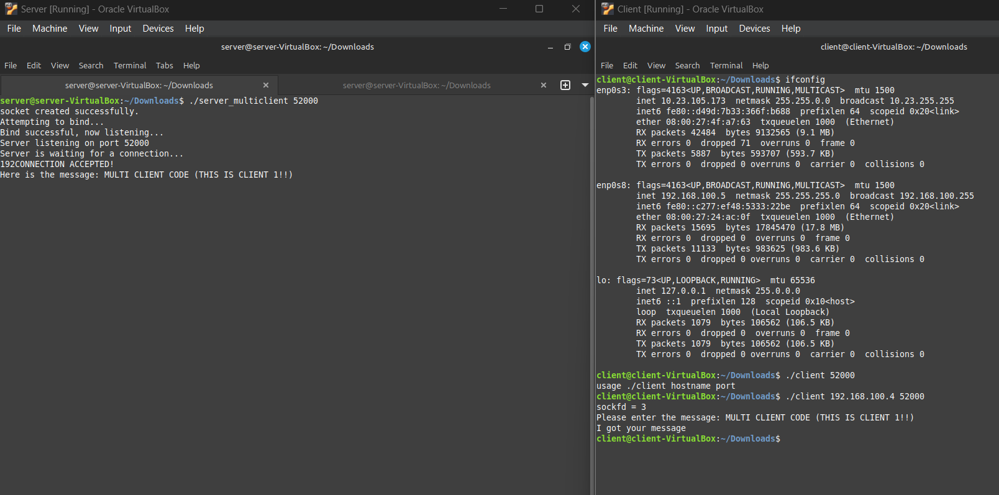 Server [Running] - Oracle VirtualBox
File Machine View Input Devices Help
server@server-VirtualBox: ~/Downloads
File Edit View Search Terminal Tabs Help
server@server-VirtualBox: ~/Downloads
server@server-VirtualBox: ~/Downloads
server@server-VirtualBox:~/Downloads$ ./server_multiclient 52000
socket created successfully.
Attempting to bind...
Bind successful, now listening...
Server listening on port 52000
Server is waiting for a connection...
192CONNECTION ACCEPTED!
Here is the message: MULTI CLIENT CODE (THIS IS CLIENT 1!!)
Client [Running] - Oracle VirtualBox
File Machine View Input Devices Help
client@client-VirtualBox: ~/Downloads
File Edit View Search Terminal Help
client@client-VirtualBox:~/Downloads$ ifconfig
enp0s3: flags=4163<UP,BROADCAST,RUNNING,MULTICAST>  mtu 1500
        inet 10.23.105.173  netmask 255.255.0.0  broadcast 10.23.255.255
        inet6 fe80::d49d:7b33:366f:b688  prefixlen 64  scopeid 0x20<link>
        ether 08:00:27:4f:a7:63  txqueuelen 1000  (Ethernet)
        RX packets 42484  bytes 9132565 (9.1 MB)
        RX errors 0  dropped 71  overruns 0  frame 0
        TX packets 5887  bytes 593707 (593.7 KB)
        TX errors 0  dropped 0 overruns 0  carrier 0  collisions 0
enp0s8: flags=4163<UP,BROADCAST,RUNNING,MULTICAST>  mtu 1500
        inet 192.168.100.5  netmask 255.255.255.0  broadcast 192.168.100.255
        inet6 fe80::c277:ef48:5333:22be  prefixlen 64  scopeid 0x20<link>
        ether 08:00:27:24:ac:0f  txqueuelen 1000  (Ethernet)
        RX packets 15695  bytes 17845470 (17.8 MB)
        RX errors 0  dropped 0  overruns 0  frame 0
        TX packets 11133  bytes 983625 (983.6 KB)
        TX errors 0  dropped 0 overruns 0  carrier 0  collisions 0
lo: flags=73<UP,LOOPBACK,RUNNING>  mtu 65536
        inet 127.0.0.1  netmask 255.0.0.0
        inet6 ::1  prefixlen 128  scopeid 0x10<host>
        loop  txqueuelen 1000  (Local Loopback)
        RX packets 1079  bytes 106562 (106.5 KB)
        RX errors 0  dropped 0  overruns 0  frame 0
        TX packets 1079  bytes 106562 (106.5 KB)
        TX errors 0  dropped 0 overruns 0  carrier 0  collisions 0
client@client-VirtualBox:~/Downloads$ ./client 52000
usage ./client hostname port
client@client-VirtualBox:~/Downloads$ ./client 192.168.100.4 52000
sockfd = 3
Please enter the message: MULTI CLIENT CODE (THIS IS CLIENT 1!!)
I got your message
client@client-VirtualBox:~/Downloads$